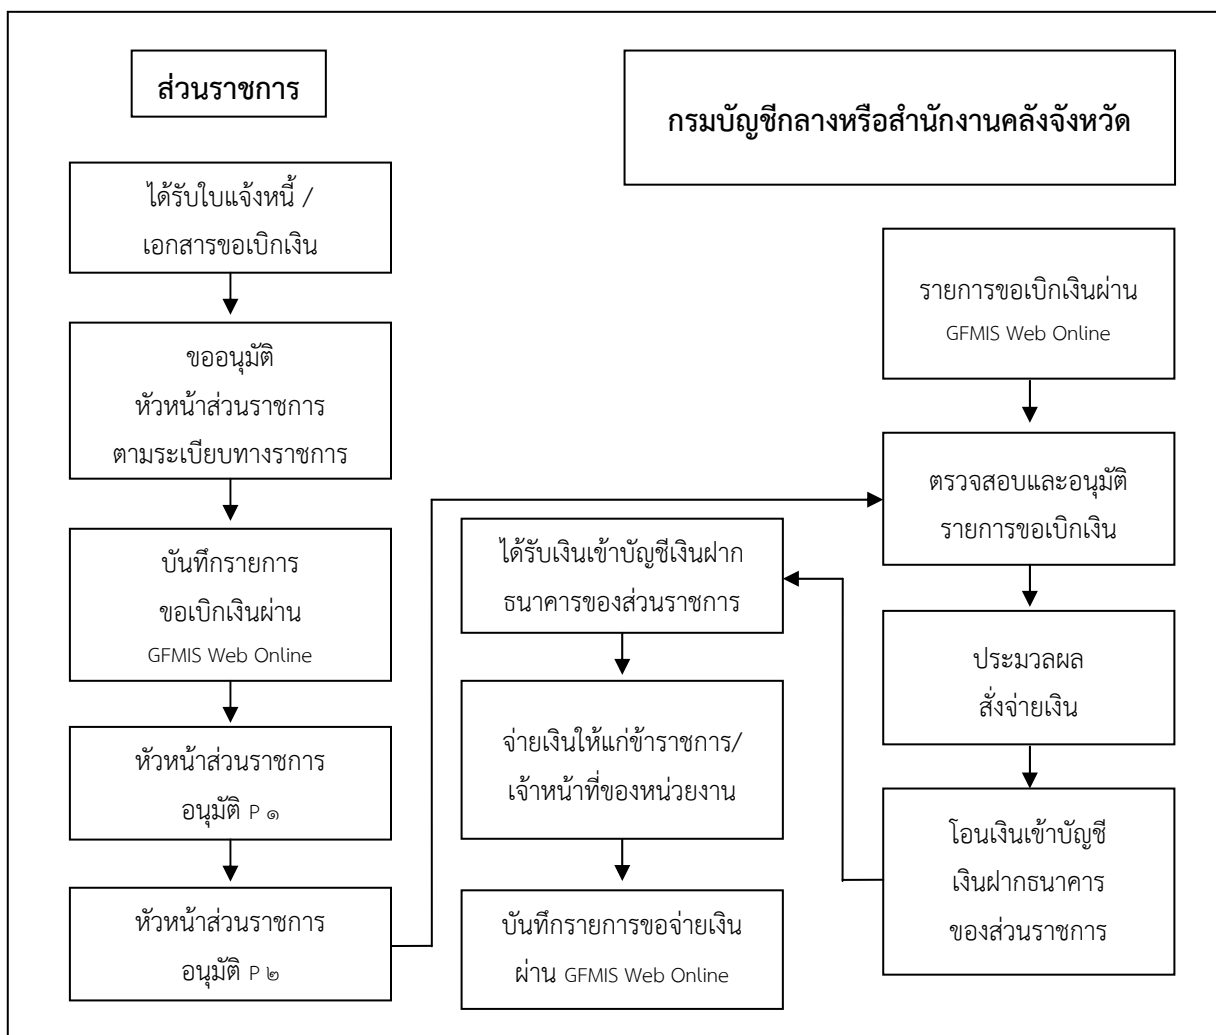 ส่วนราชการ
กรมบัญชีกลางหรือสำนักงานคลังจังหวัด
ได้รับใบแจ้งหนี้ /
เอกสารขอเบิกเงิน
ขออนุมัติ
หัวหน้าส่วนราชการ
ตามระเบียบทางราชการ
บันทึกรายการ
ขอเบิกเงินผ่าน
GFMIS Web Online
หัวหน้าส่วนราชการ
อนุมัติ P ๑
หัวหน้าส่วนราชการ
อนุมัติ P ๒
ได้รับเงินเข้าบัญชีเงินฝาก
ธนาคารของส่วนราชการ
จ่ายเงินให้แก่ข้าราชการ/
เจ้าหน้าที่ของหน่วยงาน
บันทึกรายการขอจ่ายเงิน
ผ่าน GFMIS Web Online
รายการขอเบิกเงินผ่าน
GFMIS Web Online
ตรวจสอบและอนุมัติ
รายการขอเบิกเงิน
ประมวลผล
สั่งจ่ายเงิน
โอนเงินเข้าบัญชี
เงินฝากธนาคาร
ของส่วนราชการ